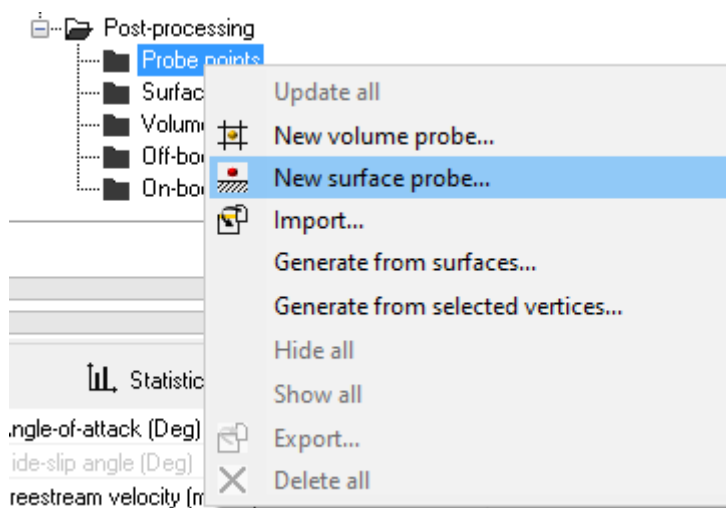 Post-processing
Probe points
Surfac
Update all
Volum
New volume probe...
Off-bo
New surface probe...
On-bo
Import...
Generate from surfaces...
Generate from selected vertices...
Hide all
Statistic
Show all
ngle-of-attack (Deg)
Export...
ide-slip angle (Deg)
Delete all
reestream velocity (m